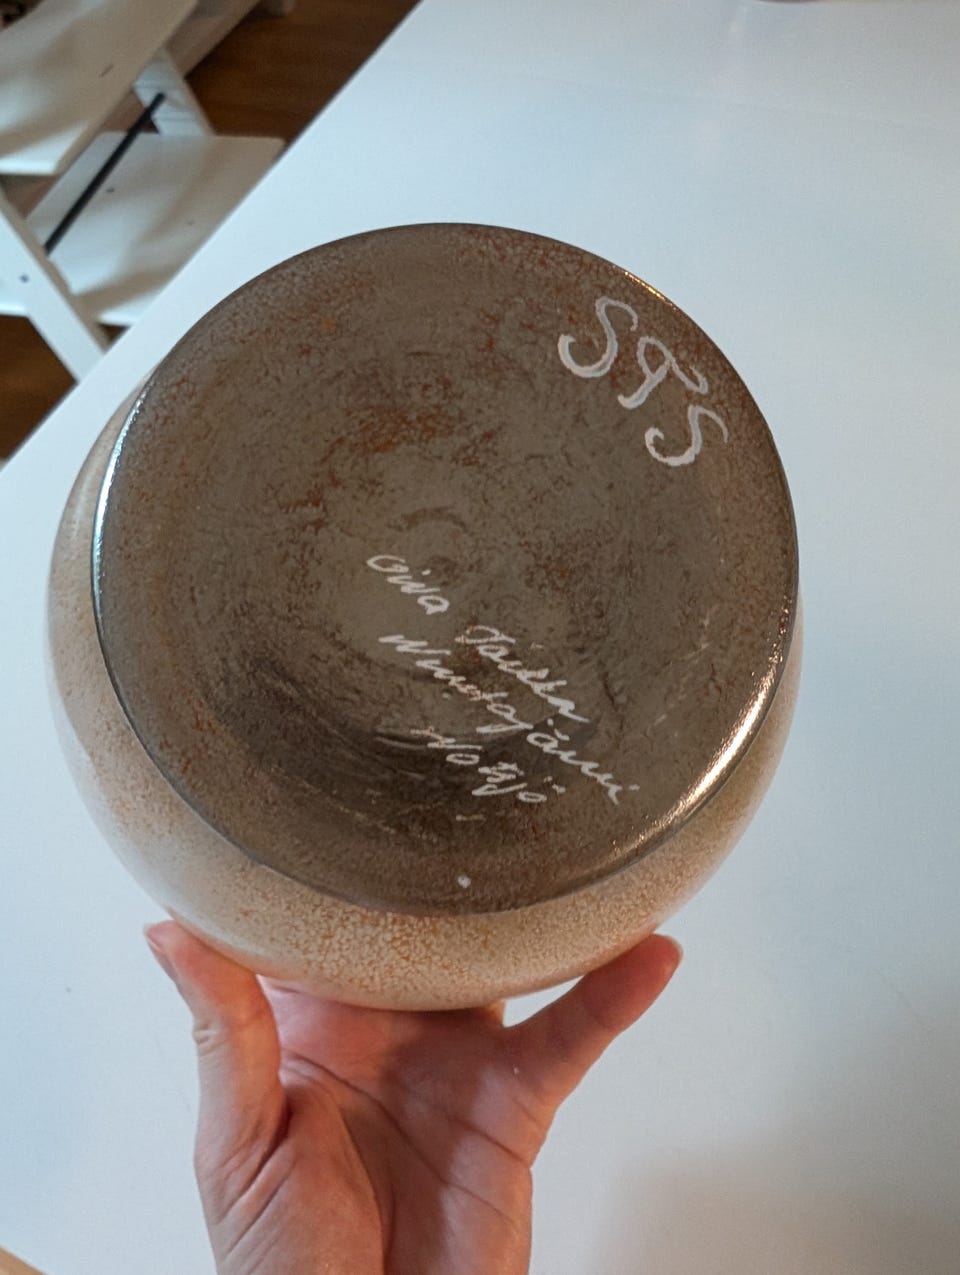 STS
Oiva Toikka
Nuutajärvi
Notsjö